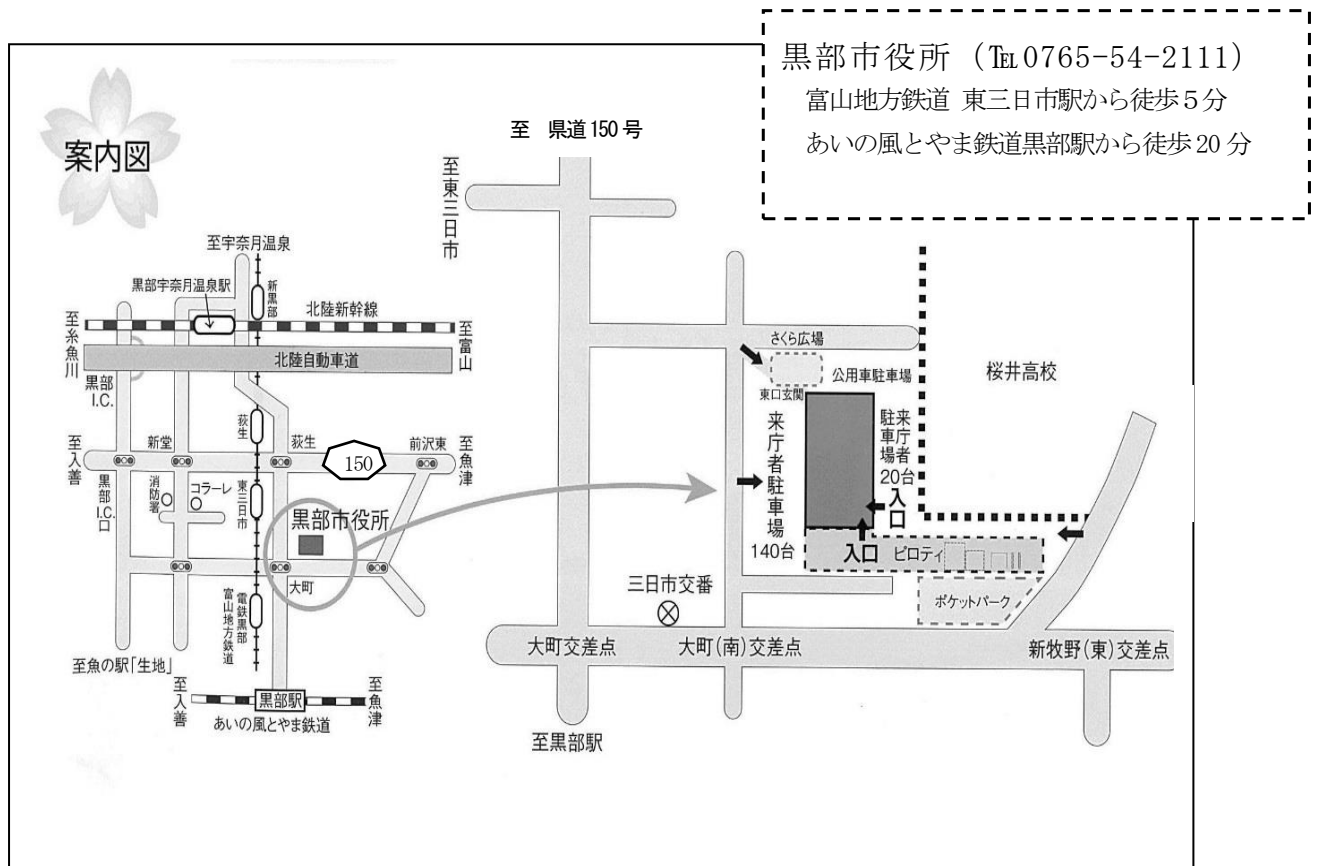 黒部市役所（℡0765-54-2111）
富山地方鉄道 東三日市駅から徒歩５分
あいの風とやま鉄道黒部駅から徒歩20分
案内図
至宇奈月温泉
黒部宇奈月温泉駅
新黒部
北陸新幹線
至糸魚川
至富山
北陸自動車道
黒部
I.C.
荻生
至入善
新堂
荻生
150
前沢東
至魚津
黒部I.C.口
消防署
コラーレ
東三日市
黒部市役所
大町
電鉄黒部
富山地方鉄道
至魚の駅「生地」
至入善
黒部駅
至魚津
あいの風とやま鉄道
至 県道150号
至東三日市
さくら広場
公用車駐車場
東口玄関
桜井高校
来庁者駐車場
140台
来庁者
駐車場
20台
入口
入口
ピロティ
ポケットパーク
三日市交番
大町交差点
大町(南)交差点
新牧野(東)交差点
至黒部駅